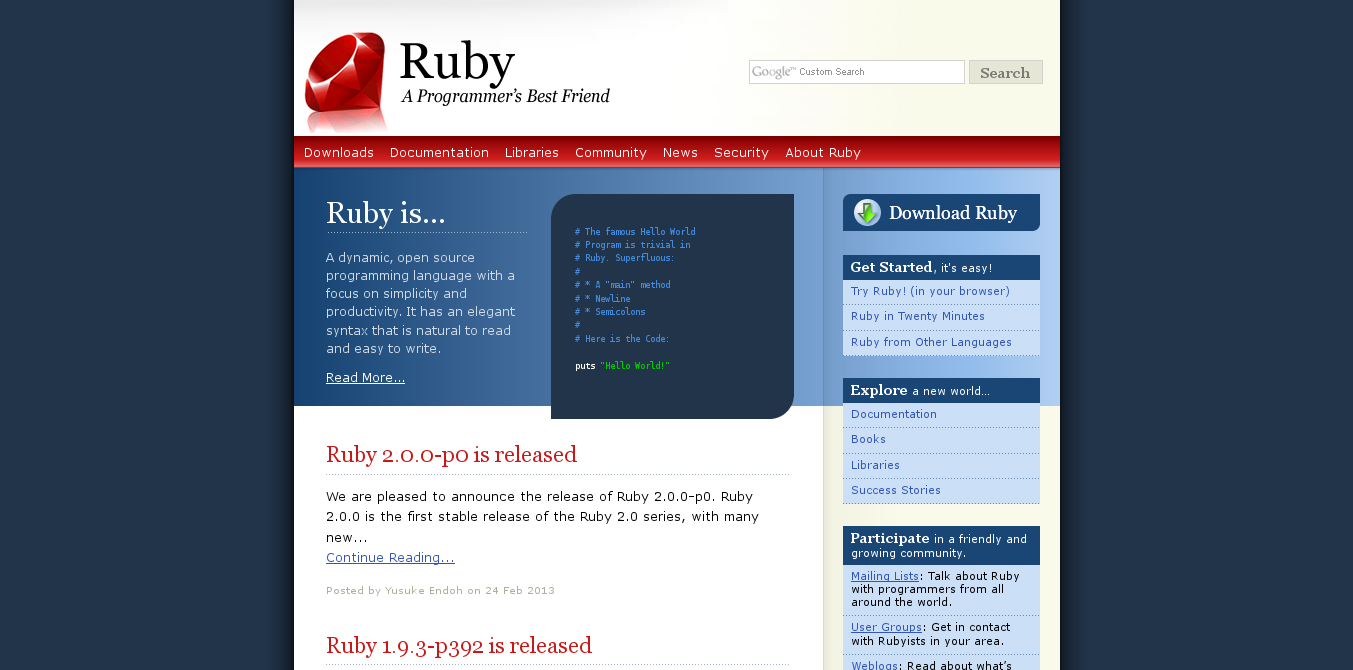 Ruby
A Programmer's Best Friend
Google™ Custom Search
Search
Downloads Documentation Libraries Community News Security About Ruby
Ruby is...
A dynamic, open source
programming language with a
focus on simplicity and
productivity. It has an elegant
syntax that is natural to read
and easy to write.
Read More...
# The famous Hello World
# Program is trivial in
# Ruby. Superfluous:
#
# * A "main" method
# * Newline
# * Semicolons
#
# Here is the Code:
puts "Hello World!"
Ruby 2.0.0-p0 is released
We are pleased to announce the release of Ruby 2.0.0-p0. Ruby
2.0.0 is the first stable release of the Ruby 2.0 series, with many
new...
Continue Reading...
Posted by Yusuke Endoh on 24 Feb 2013
Ruby 1.9.3-p392 is released
Download Ruby
Get Started, it's easy!
Try Ruby! (in your browser)
Ruby in Twenty Minutes
Ruby from Other Languages
Explore a new world...
Documentation
Books
Libraries
Success Stories
Participate in a friendly and
growing community.
Mailing Lists: Talk about Ruby
with programmers from all
around the world.
User Groups: Get in contact
with Rubyists in your area.
Weblogs: Read about what's